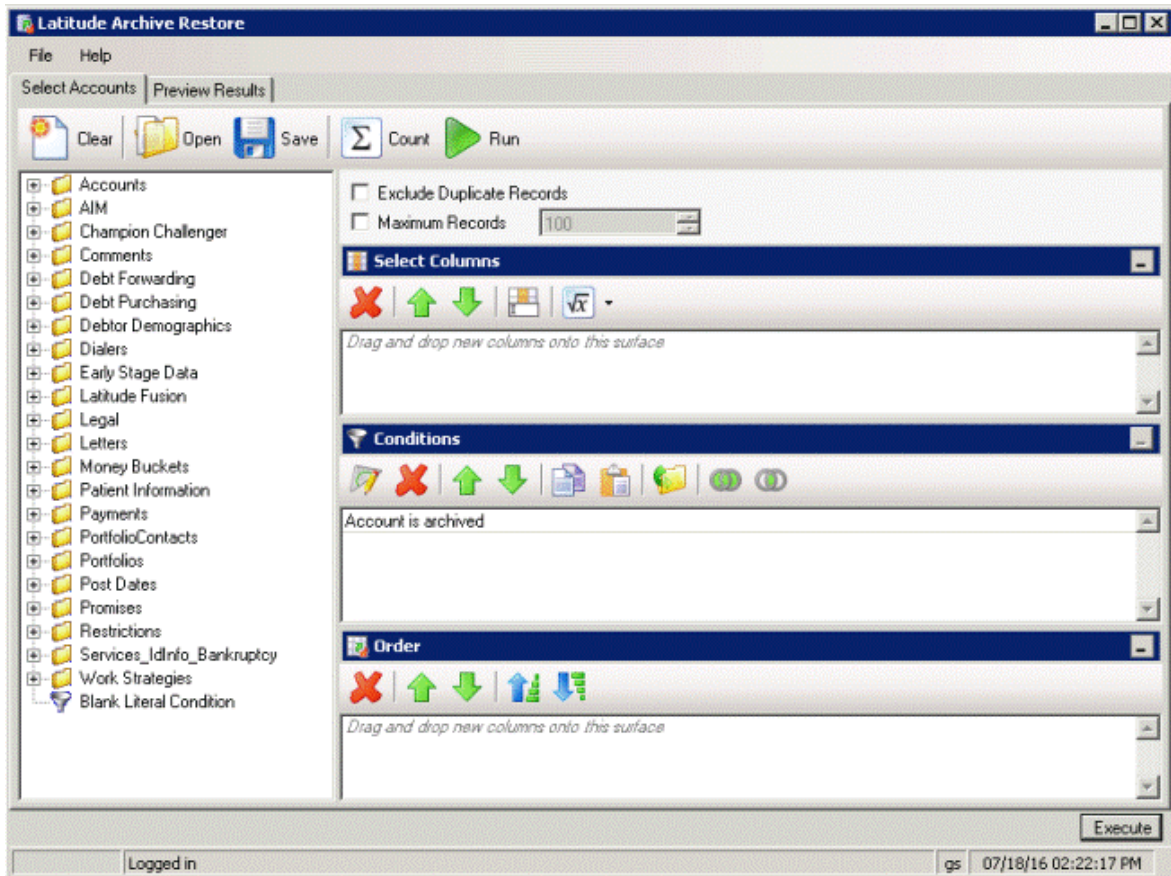 Latitude Archive Restore
File Help
Select Accounts Preview Results
Clear Open Save Σ Count Run
Accounts
AIM
Champion Challenger
Comments
Debt Forwarding
Debt Purchasing
Debtor Demographics
Dialers
Early Stage Data
Latitude Fusion
Legal
Letters
Money Buckets
Patient Information
Payments
PortfolioContacts
Portfolios
Post Dates
Promises
Restrictions
Services_IdInfo_Bankruptcy
Work Strategies
Blank Literal Condition
Exclude Duplicate Records
Maximum Records 100
Select Columns
√x
Drag and drop new columns onto this surface
Conditions
Account is archived
Order
Drag and drop new columns onto this surface
Execute
Logged in gs 07/18/16 02:22:17 PM